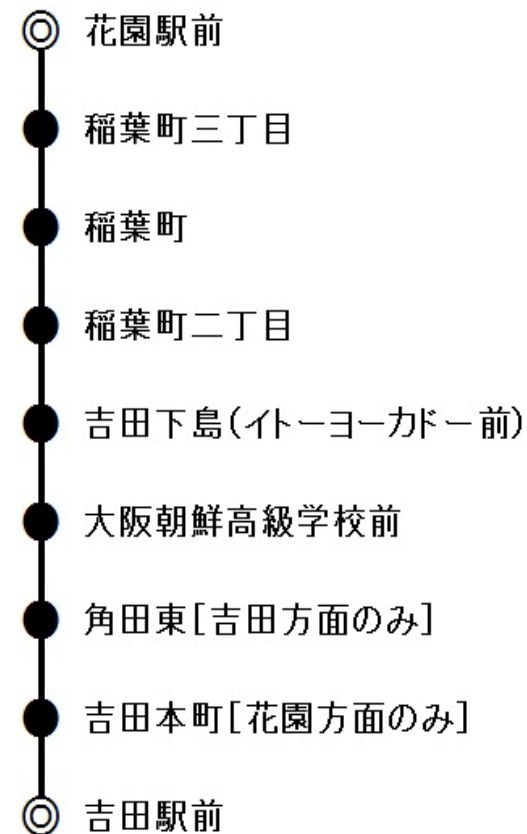 花園駅前
稲葉町三丁目
稲葉町
稲葉町二丁目
吉田下島(イトーヨーカドー前)
大阪朝鮮高級学校前
角田東[吉田方面のみ]
吉田本町[花園方面のみ]
吉田駅前